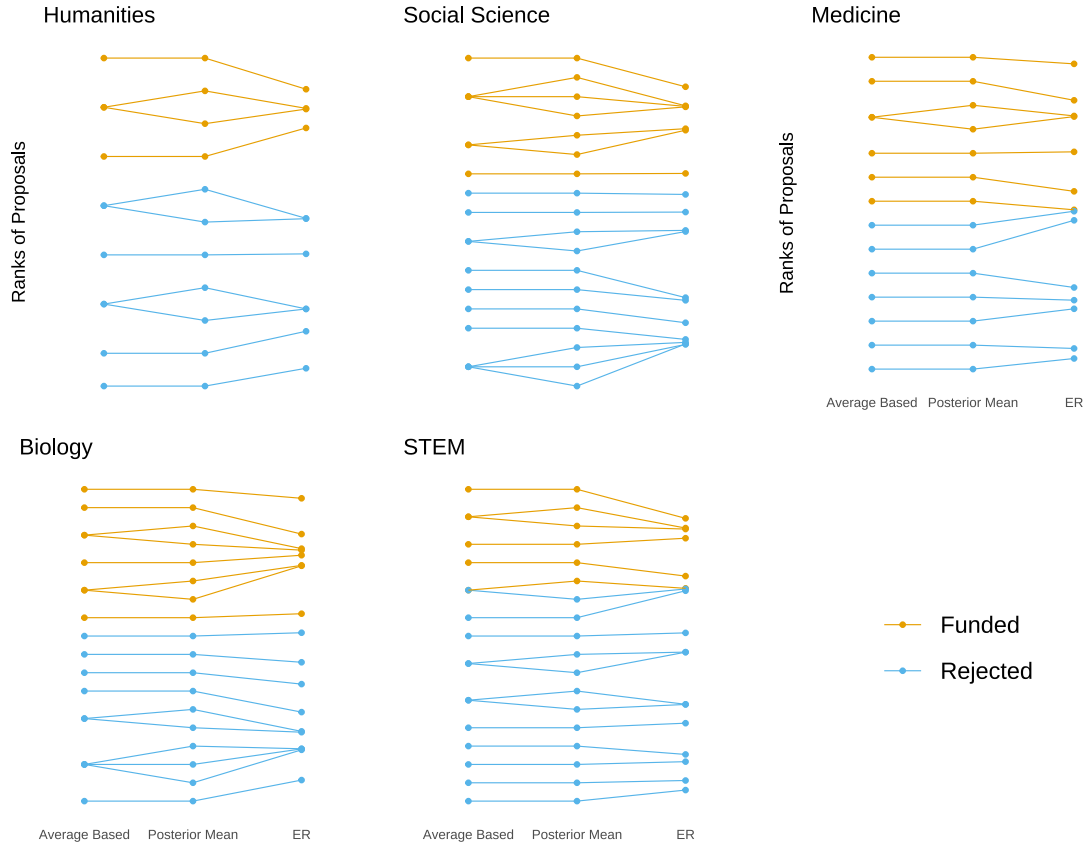 Humanities
Social Science
Medicine
Ranks of Proposals
Ranks of Proposals
Average Based Posterior Mean ER
Biology
STEM
Funded
Rejected
Average Based Posterior Mean ER
Average Based Posterior Mean ER